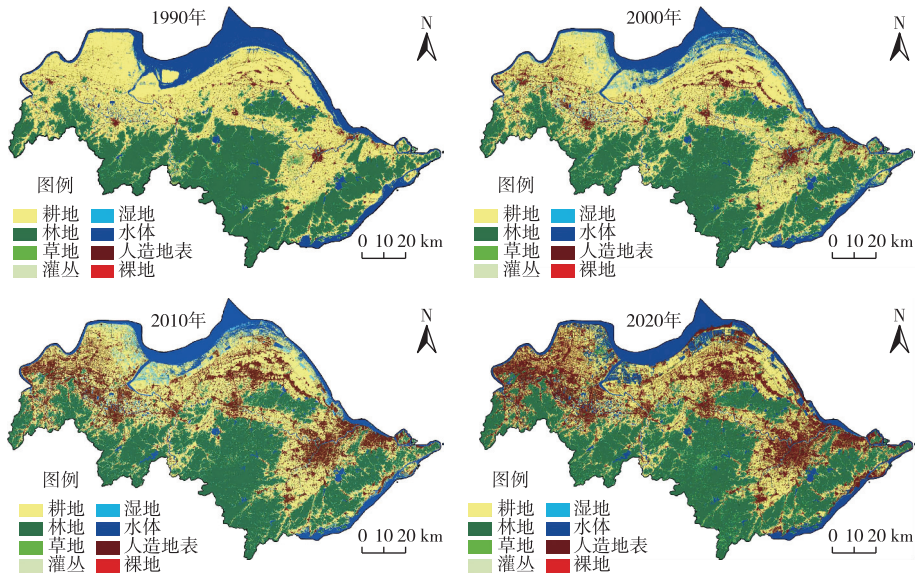 1990年
N
图例
耕地 湿地
林地 水体
草地 人造地表
灌丛 裸地
0 10 20 km
2000年
N
图例
耕地 湿地
林地 水体
草地 人造地表
灌丛 裸地
0 10 20 km
2010年
N
图例
耕地 湿地
林地 水体
草地 人造地表
灌丛 裸地
0 10 20 km
2020年
N
图例
耕地 湿地
林地 水体
草地 人造地表
灌丛 裸地
0 10 20 km